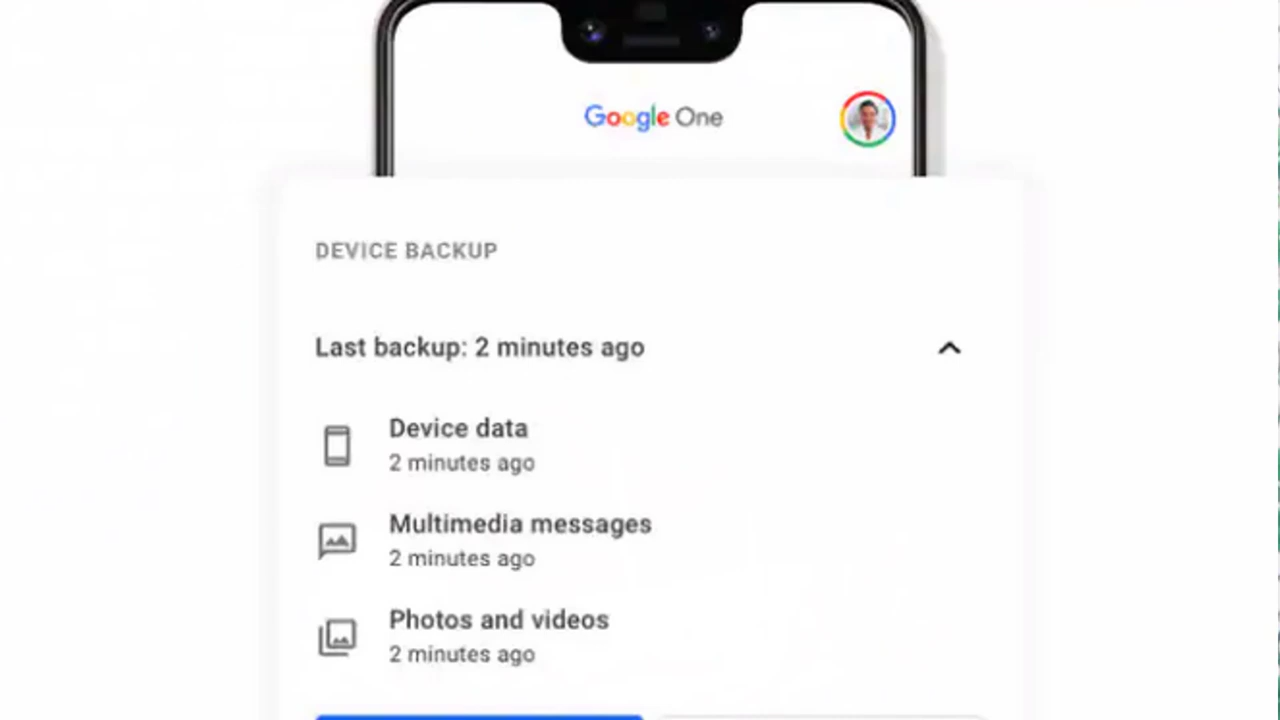 Google One
DEVICE BACKUP
Last backup: 2 minutes ago
Device data
2 minutes ago
Multimedia messages
2 minutes ago
Photos and videos
2 minutes ago